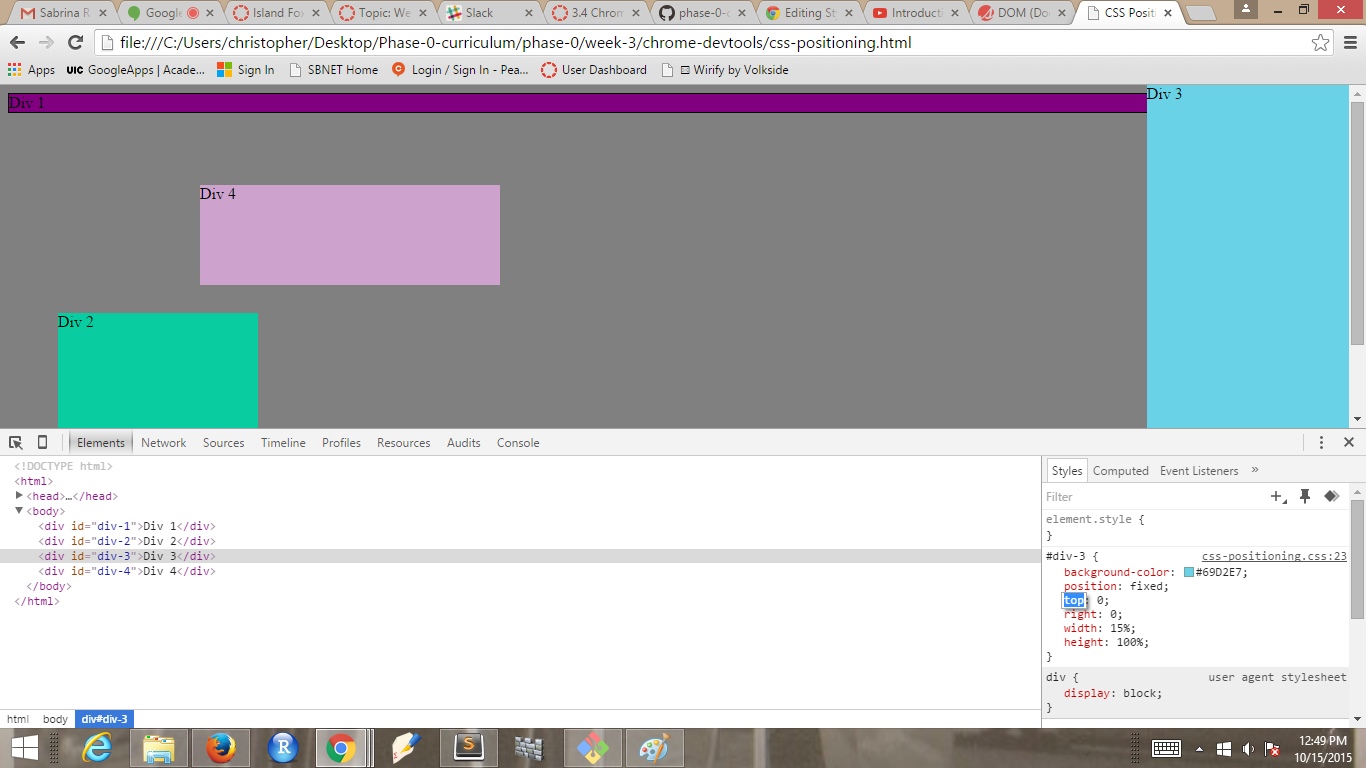 Sabrina R
Google
Island Fo
Topic: We
Slack
3.4 Chrom
phase-0-c
Editing St
Introducti
DOM (Do
CSS Posit
file:///C:/Users/christopher/Desktop/Phase-0-curriculum/phase-0/week-3/chrome-devtools/css-positioning.html
Apps
UIC GoogleApps | Acade...
Sign In
SBNET Home
Login / Sign In - Pea...
User Dashboard
Wirify by Volkside
Div 1
Div 3
Div 4
Div 2
Elements Network Sources Timeline Profiles Resources Audits Console
<!DOCTYPE html>
<html>
<head>…</head>
<body>
<div id="div-1">Div 1</div>
<div id="div-2">Div 2</div>
<div id="div-3">Div 3</div>
<div id="div-4">Div 4</div>
</body>
</html>
Styles Computed Event Listeners »
Filter
element.style {
}
#div-3 { css-positioning.css:23
background-color: #69D2E7;
position: fixed;
top: 0;
right: 0;
width: 15%;
height: 100%;
}
div { user agent stylesheet
display: block;
}
html body div#div-3
12:49 PM
10/15/2015